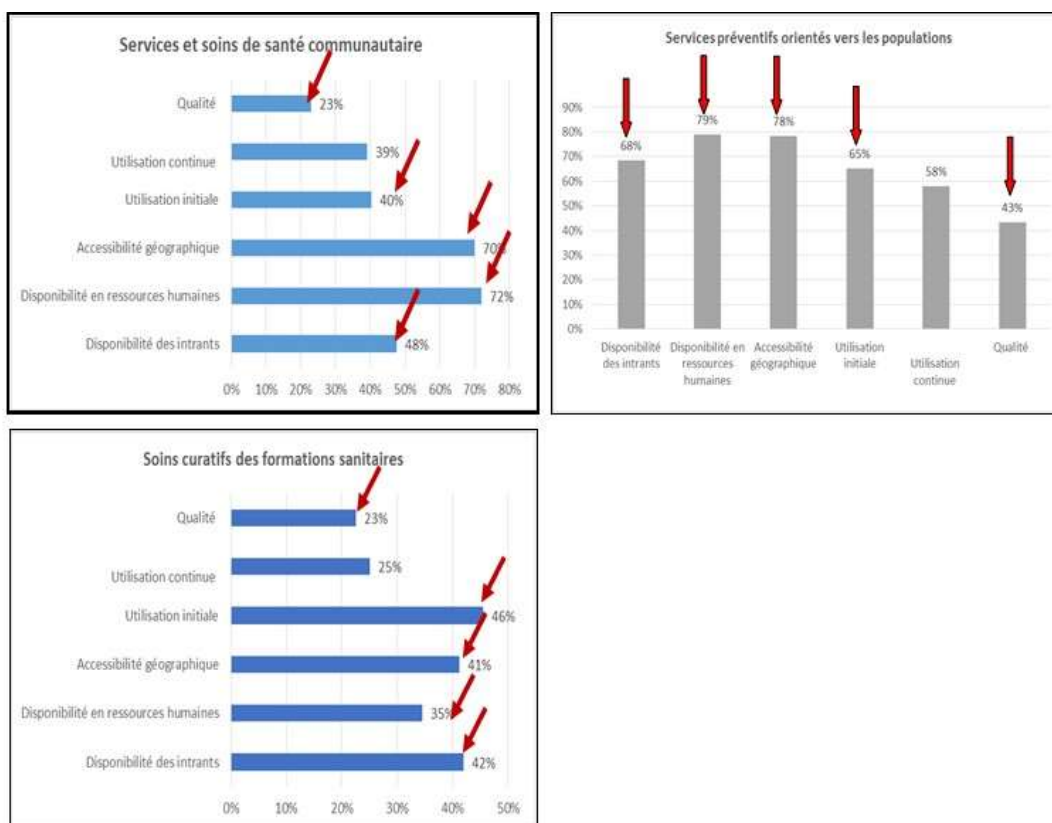 Services et soins de santé communautaire
Qualité
23%
Utilisation continue
39%
Utilisation initiale
40%
Accessibilité géographique
70%
Disponibilité en ressources humaines
72%
Disponibilité des intrants
48%
0% 10% 20% 30% 40% 50% 60% 70% 80%
Services préventifs orientés vers les populations
90%
80%
70%
60%
50%
40%
30%
20%
10%
0%
68%
79%
78%
65%
58%
43%
Disponibilité
des intrants
Disponibilité en
ressources
humaines
Accessibilité
géographique
Utilisation
initiale
Utilisation
continue
Qualité
Soins curatifs des formations sanitaires
Qualité
23%
Utilisation continue
25%
Utilisation initiale
46%
Accessibilité géographique
41%
Disponibilité en ressources humaines
35%
Disponibilité des intrants
42%
0% 10% 20% 30% 40% 50%